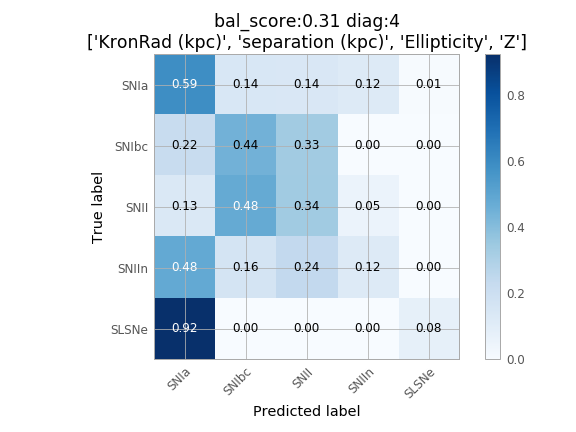 bal_score:0.31 diag:4
['KronRad (kpc)', 'separation (kpc)', 'Ellipticity', 'Z']
SNIa 0.59 0.14 0.14 0.12 0.01
SNIbc 0.22 0.44 0.33 0.00 0.00
SNII 0.13 0.48 0.34 0.05 0.00
SNIIn 0.48 0.16 0.24 0.12 0.00
SLSNe 0.92 0.00 0.00 0.00 0.08
True label
SNIa SNIbc SNII SNIIn SLSNe
Predicted label
0.8
0.6
0.4
0.2
0.0